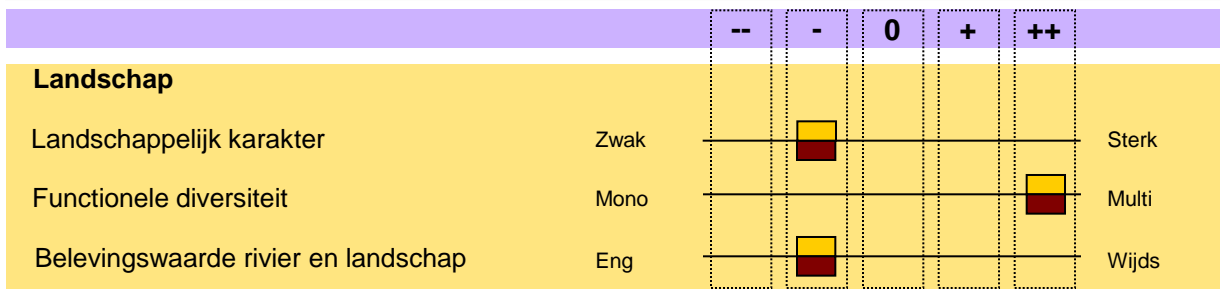 -- - 0 + ++
Landschap
Landschappelijk karakter Zwak Sterk
Functionele diversiteit Mono Multi
Belevingswaarde rivier en landschap Eng Wijds